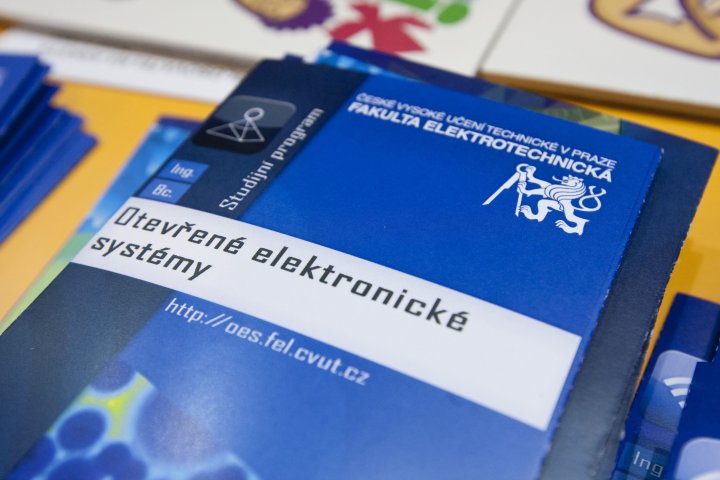 ČESKÉ VYSOKÉ UČENÍ TECHNICKÉ V PRAZE
FAKULTA ELEKTROTECHNICKÁ
Studijní program
Ing.
Bc.
Otevřené elektronické
systémy
http://oes.fel.cvut.cz
Ing